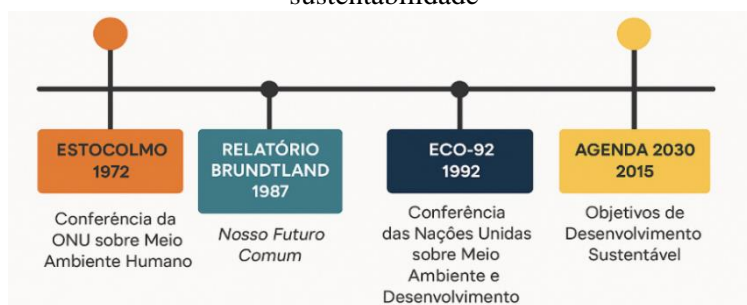 sustentabilidade
ESTOCOLMO
1972
Conferência da
ONU sobre Meio
Ambiente Humano
RELATÓRIO
BRUNDTLAND
1987
Nosso Futuro
Comum
ECO-92
1992
Conferência
das Nações Unidas
sobre Meio
Ambiente e
Desenvolvimento
AGENDA 2030
2015
Objetivos de
Desenvolvimento
Sustentável